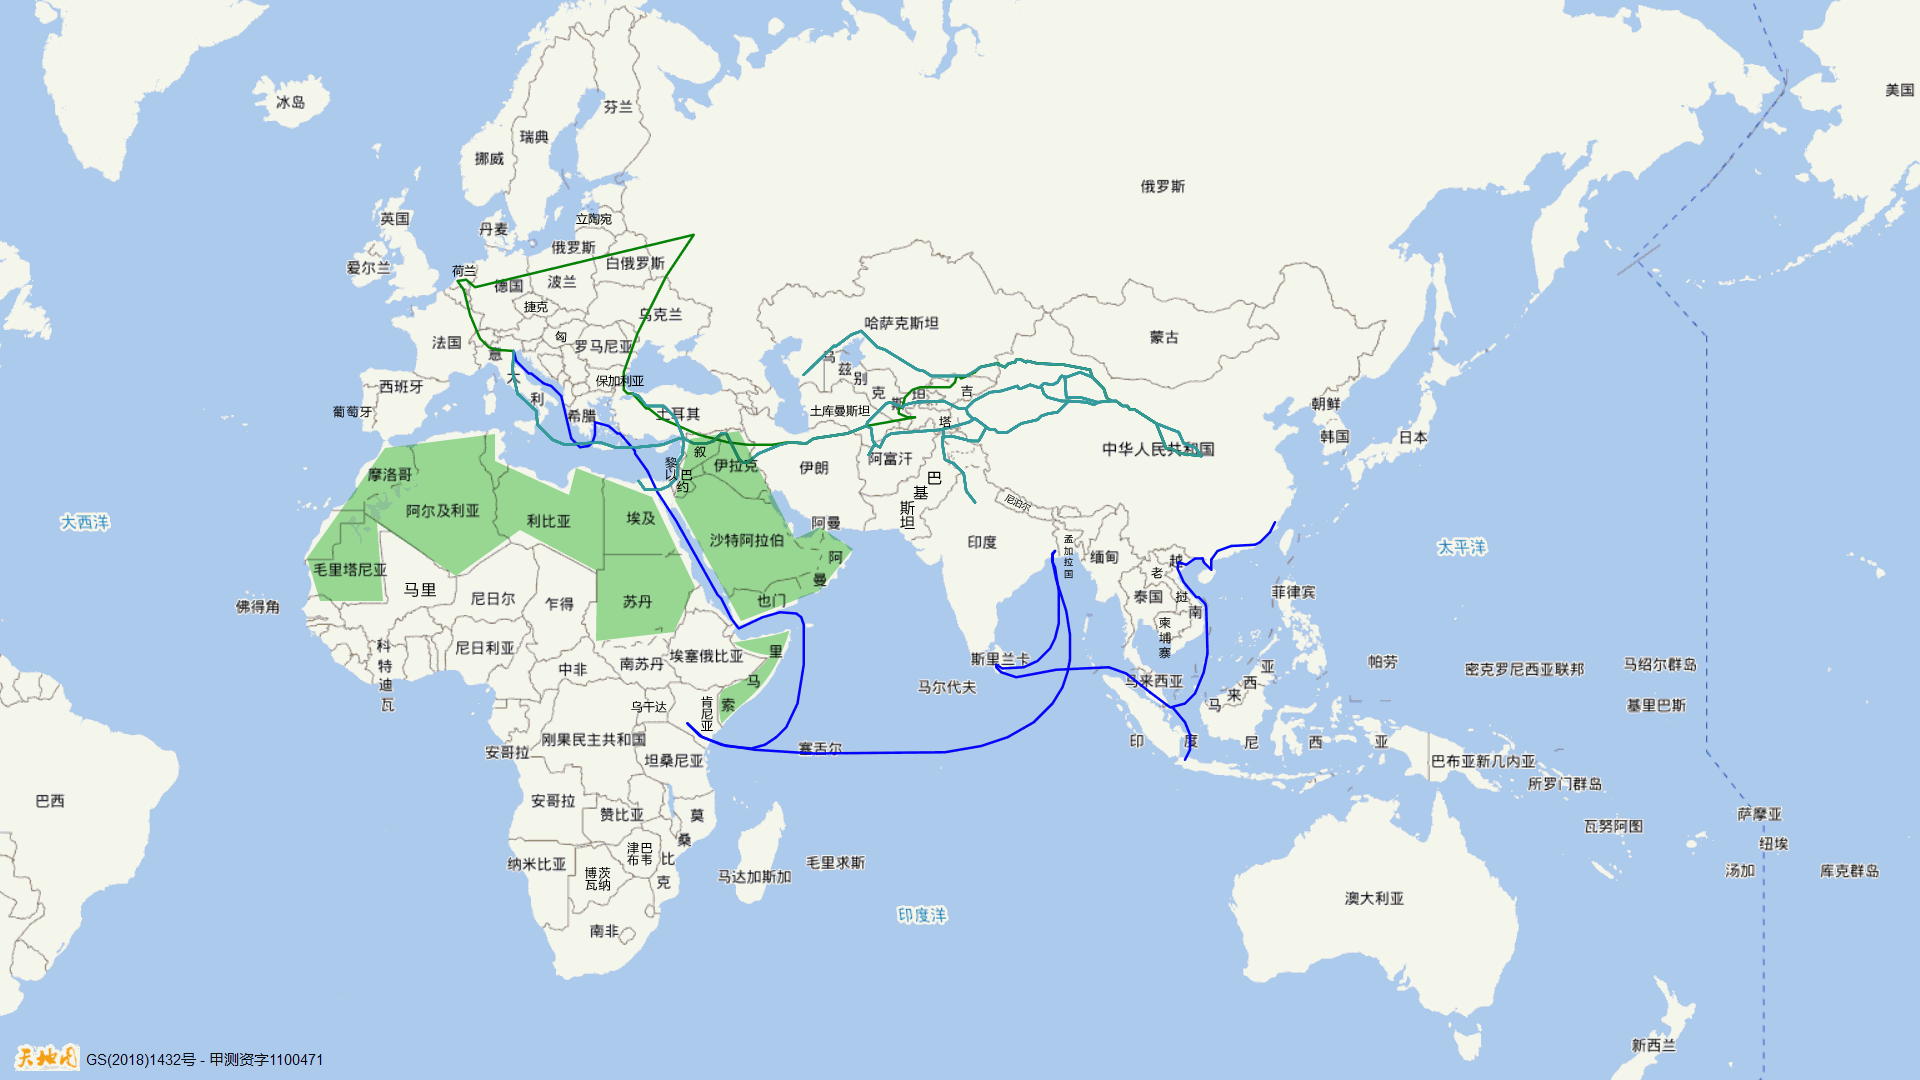 冰岛
美国
芬兰
瑞典
挪威
俄罗斯
英国
立陶宛
丹麦
俄罗斯
白俄罗斯
爱尔兰
荷兰
德国
波兰
捷克
乌克兰
哈萨克斯坦
蒙古
法国
匈
罗马尼亚
意大利
乌兹别克斯坦
保加利亚
西班牙
吉
葡萄牙
希腊
土耳其
土库曼斯坦
塔
朝鲜
韩国
日本
中华人民共和国
叙
黎巴
以约
伊拉克
伊朗
阿富汗
巴基斯坦
摩洛哥
阿尔及利亚
利比亚
埃及
沙特阿拉伯
阿曼
阿曼
尼泊尔
大西洋
太平洋
印度
孟加拉国
缅甸
越南
老挝
毛里塔尼亚
马里
尼日尔
乍得
苏丹
也门
泰国
柬埔寨
菲律宾
佛得角
科特迪瓦
尼日利亚
中非
南苏丹
埃塞俄比亚
索马里
斯里兰卡
马尔代夫
马来西亚
马来西亚
帕劳
密克罗尼西亚联邦
马绍尔群岛
基里巴斯
乌干达
肯尼亚
安哥拉
刚果民主共和国
坦桑尼亚
塞舌尔
印度尼西亚
巴布亚新几内亚
所罗门群岛
巴西
安哥拉
赞比亚
莫桑比克
津巴
布韦
瓦努阿图
萨摩亚
纽埃
汤加
库克群岛
纳米比亚
博茨
瓦纳
马达加斯加
毛里求斯
澳大利亚
印度洋
南非
新西兰
天地图
GS(2018)1432号 - 甲测资字1100471